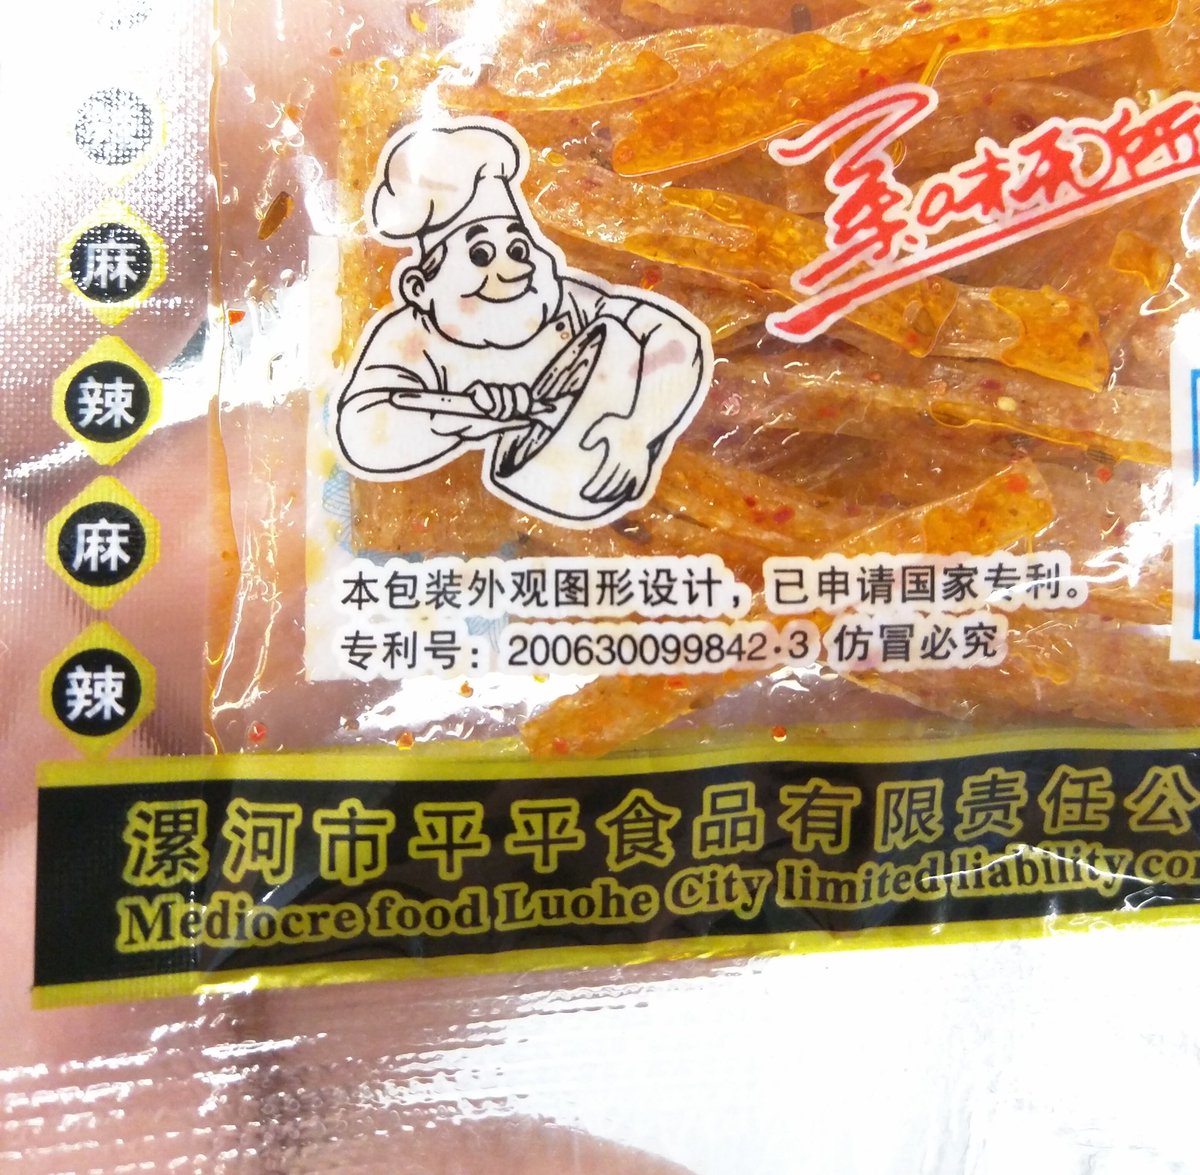 麻
辣
麻
辣
美味
本包装外观图形设计，已申请国家专利。
专利号：200630099842·3 仿冒必究
漯河市平平食品有限责任公
Mediocre food Luohe City limited liability co